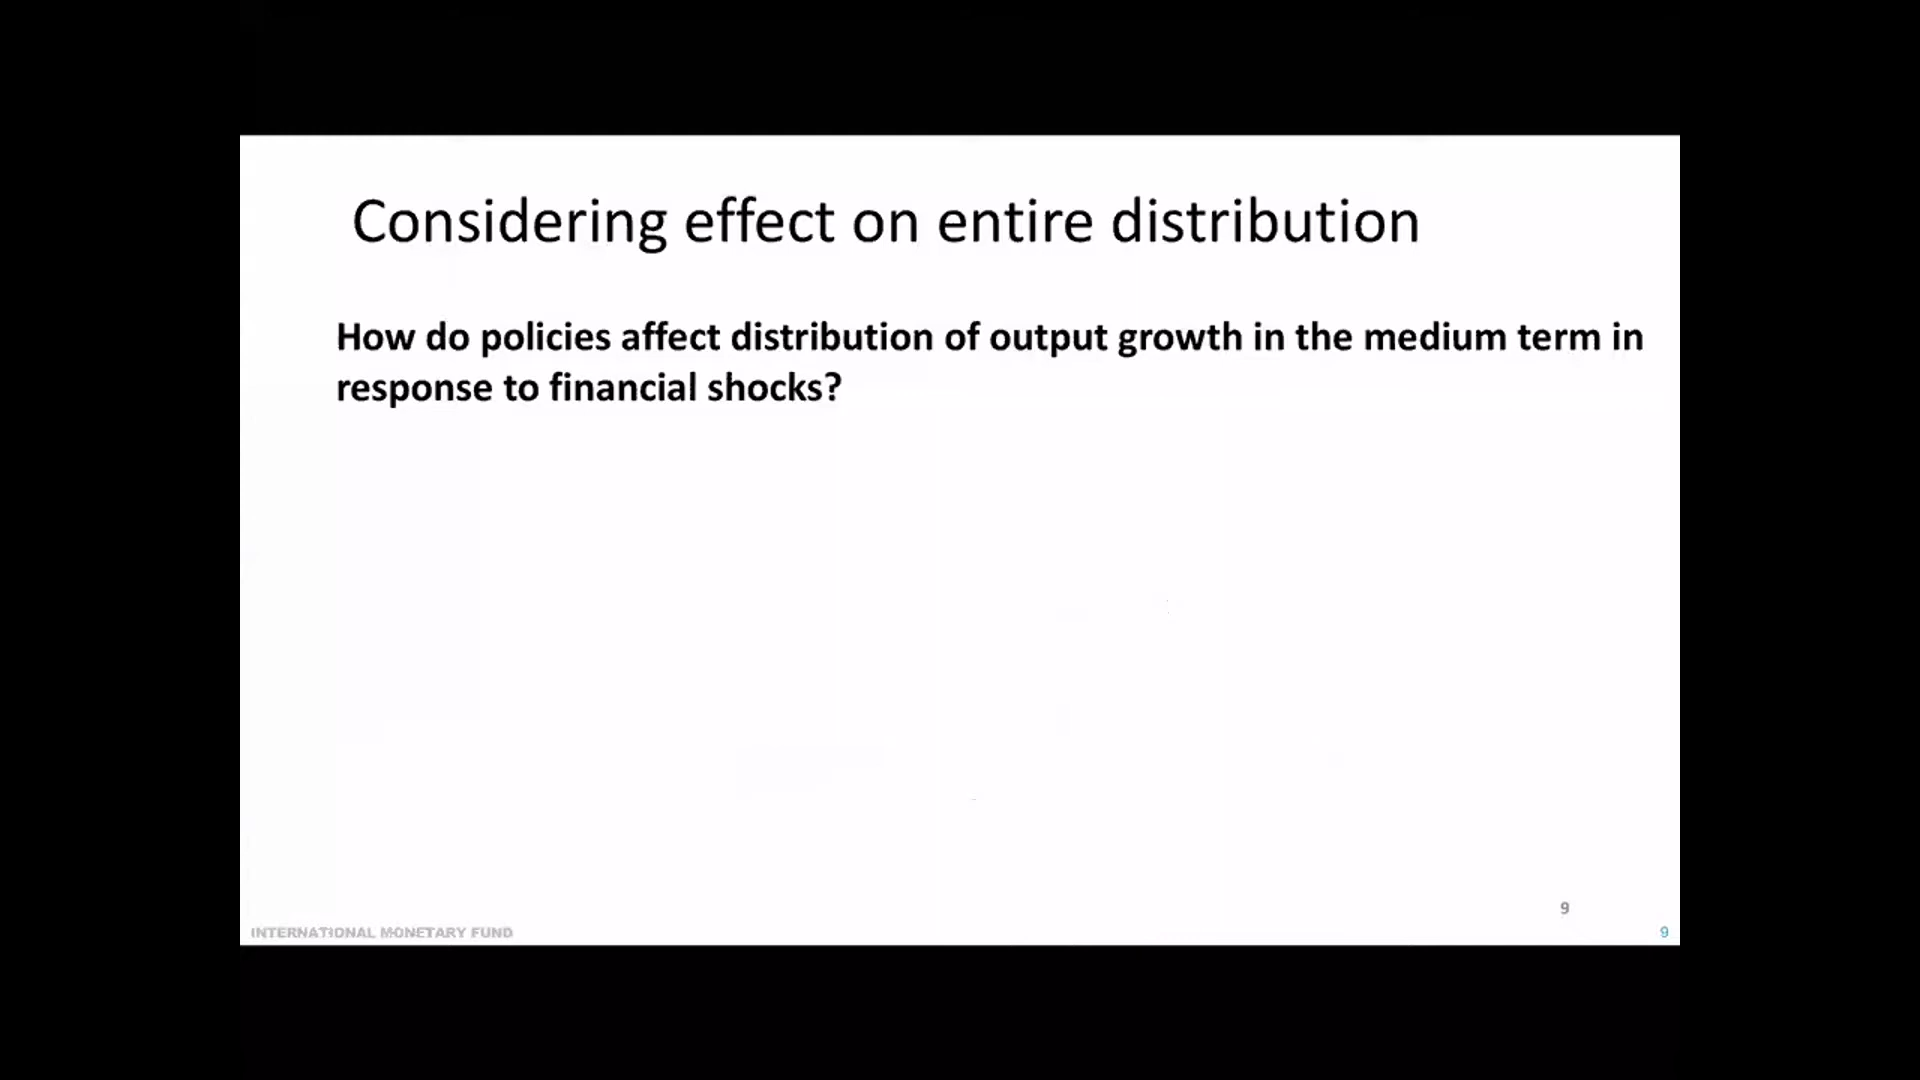 Considering effect on entire distribution
How do policies affect distribution of output growth in the medium term in
response to financial shocks?
9
INTERNATIONAL MONETARY FUND
9